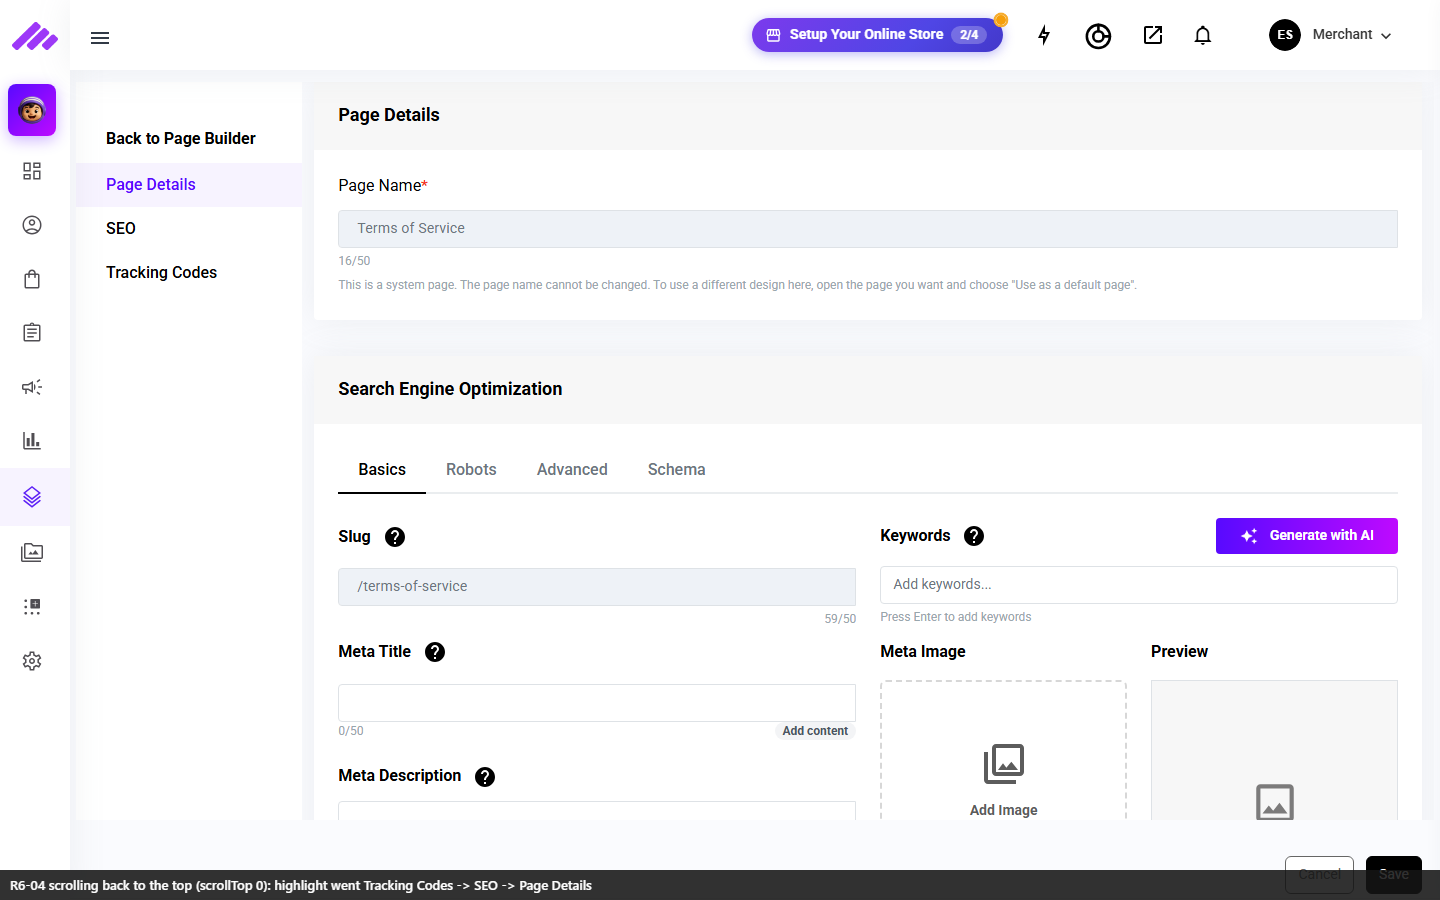 Setup Your Online Store 2/4
ES Merchant
Back to Page Builder
Page Details
SEO
Tracking Codes
Page Details
Page Name*
Terms of Service
16/50
This is a system page. The page name cannot be changed. To use a different design here, open the page you want and choose "Use as a default page".
Search Engine Optimization
Basics Robots Advanced Schema
Slug ?
/terms-of-service
59/50
Keywords ?
Generate with AI
Add keywords...
Press Enter to add keywords
Meta Title ?
0/50
Add content
Meta Image
Add Image
Preview
Meta Description ?
Cancel
Save
R6-04 scrolling back to the top (scrollTop 0): highlight went Tracking Codes -> SEO -> Page Details